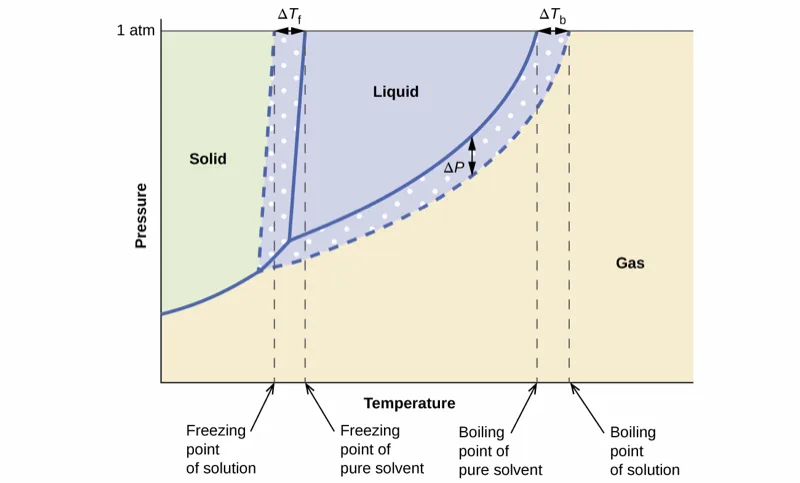 ΔTf
ΔTb
1 atm
Liquid
Solid
ΔP
Pressure
Gas
Temperature
Freezing
point
of solution
Freezing
point of
pure solvent
Boiling
point of
pure solvent
Boiling
point
of solution